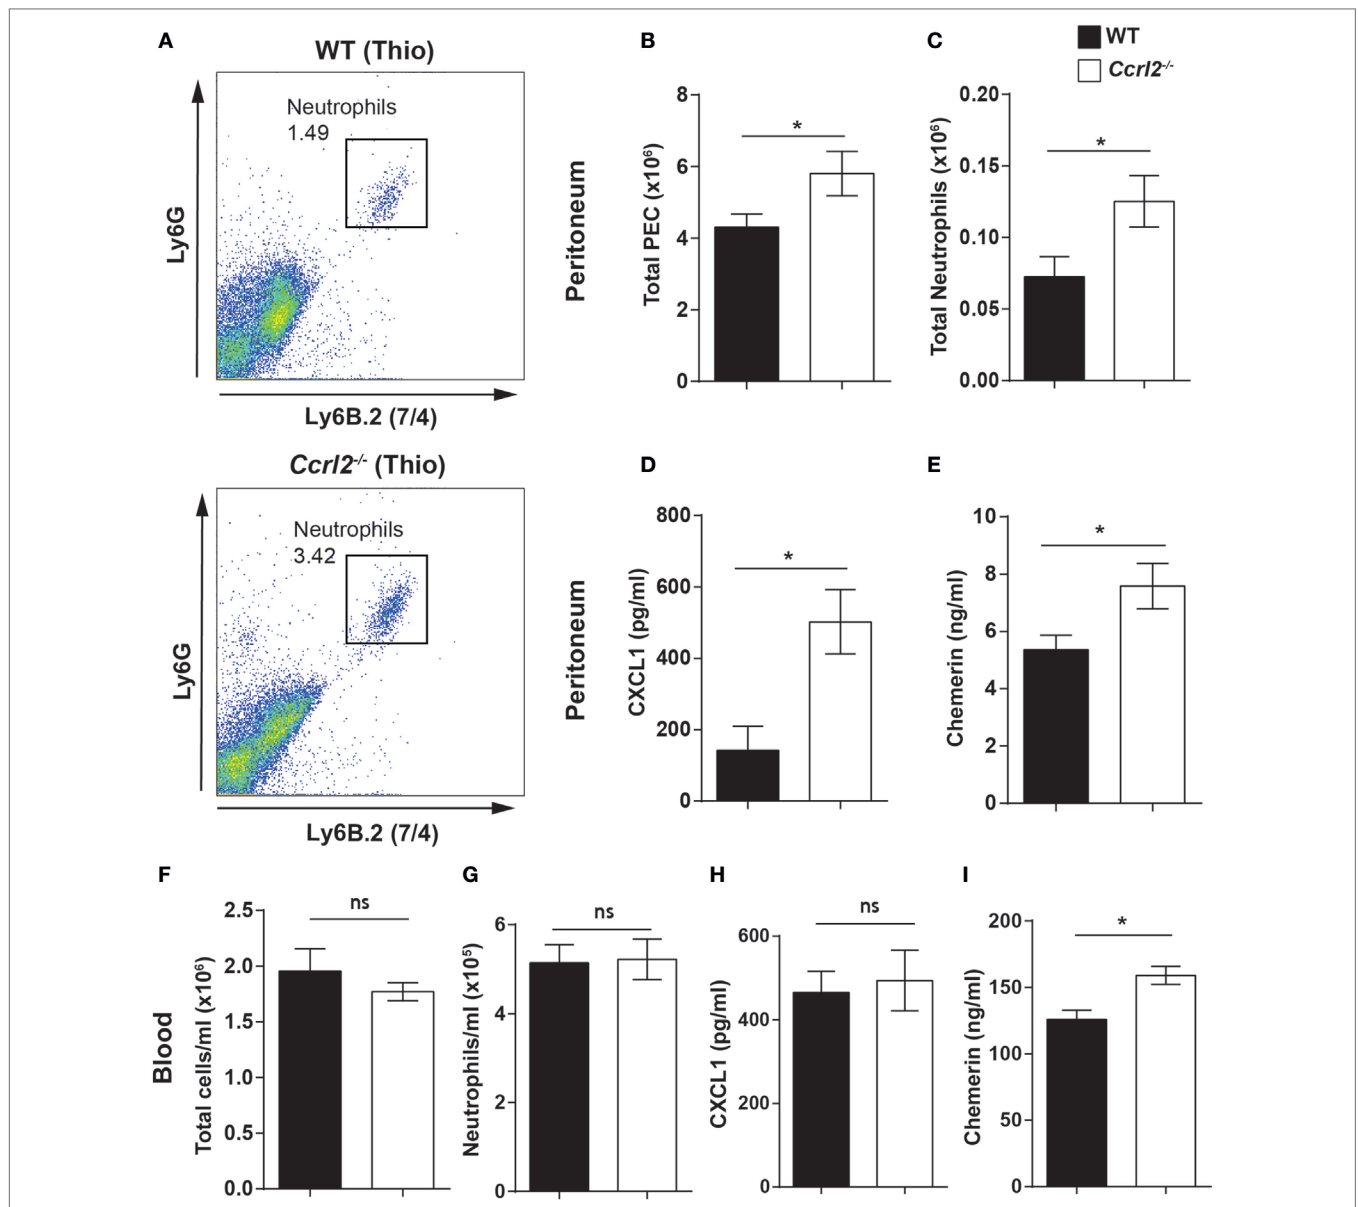 A
WT (Thio)
Neutrophils
1.49
Ly6G
Ly6B.2 (7/4)
Ccrl2-/- (Thio)
Neutrophils
3.42
Ly6G
Ly6B.2 (7/4)
Peritoneum
B
Total PEC (x10⁶)
8
6
4
2
0
*
C
WT
Ccrl2-/-
Total Neutrophils (x10⁶)
0.20
0.15
0.10
0.05
0.00
*
Peritoneum
D
CXCL1 (pg/ml)
800
600
400
200
0
*
E
Chemerin (ng/ml)
10
8
6
4
2
0
*
Blood
F
Total cells/ml (x10⁶)
2.5
2.0
1.5
1.0
0.5
0.0
ns
G
Neutrophils/ml (x10⁵)
6
4
2
0
ns
H
CXCL1 (pg/ml)
600
400
200
0
ns
I
Chemerin (ng/ml)
200
150
100
50
0
*